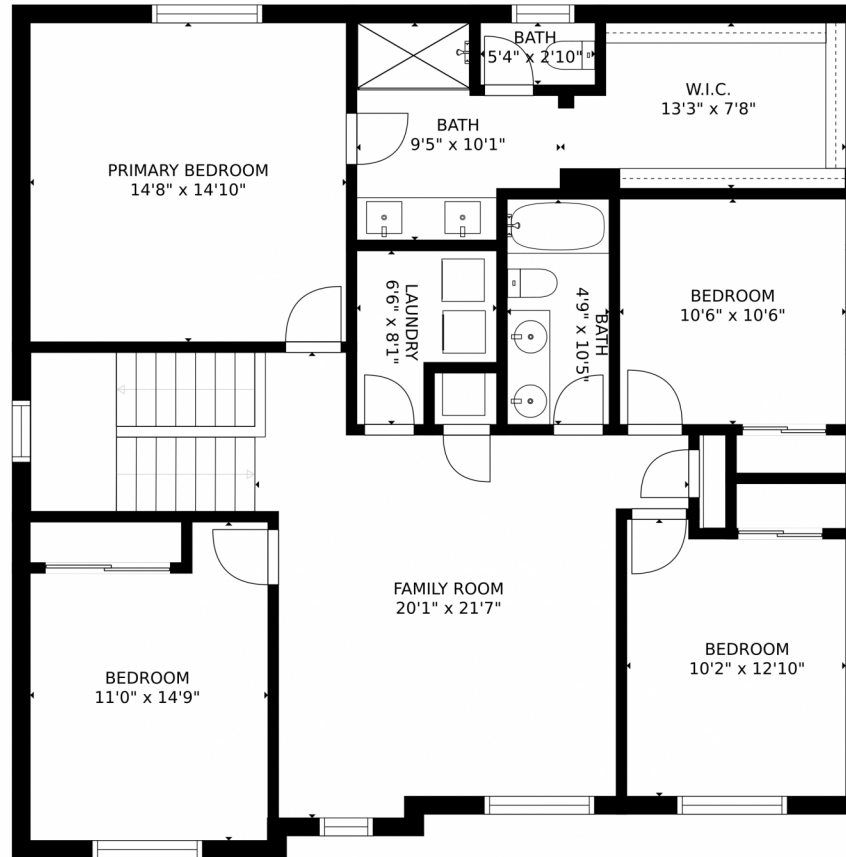 BATH
5'4" x 2'10"
W.I.C.
13'3" x 7'8"
BATH
9'5" x 10'1"
PRIMARY BEDROOM
14'8" x 14'10"
LAUNDRY
6'6" x 8'1"
BATH
4'9" x 10'5"
BEDROOM
10'6" x 10'6"
FAMILY ROOM
20'1" x 21'7"
BEDROOM
10'2" x 12'10"
BEDROOM
11'0" x 14'9"